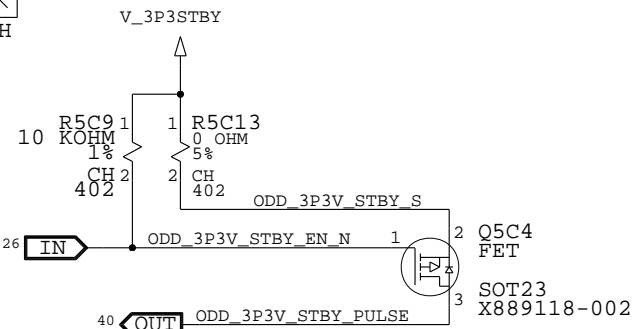 H
V_3P3STBY
R5C9 1
10 KOHM
1%
CH 2
402
1 R5C13
0 OHM
5%
2 CH
402
ODD_3P3V_STBY_S
26 IN
ODD_3P3V_STBY_EN_N
1
2 Q5C4
FET
SOT23
3 X889118-002
40 OUT
ODD_3P3V_STBY_PULSE